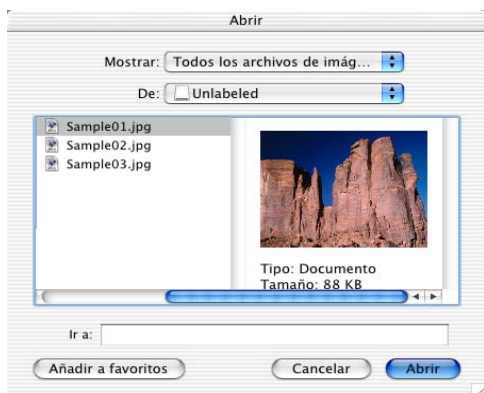 Abrir
Mostrar: Todos los archivos de imág...
De: Unlabeled
Sample01.jpg
Sample02.jpg
Sample03.jpg
Tipo: Documento
Tamaño: 88 KB
Ir a:
Añadir a favoritos Cancelar Abrir